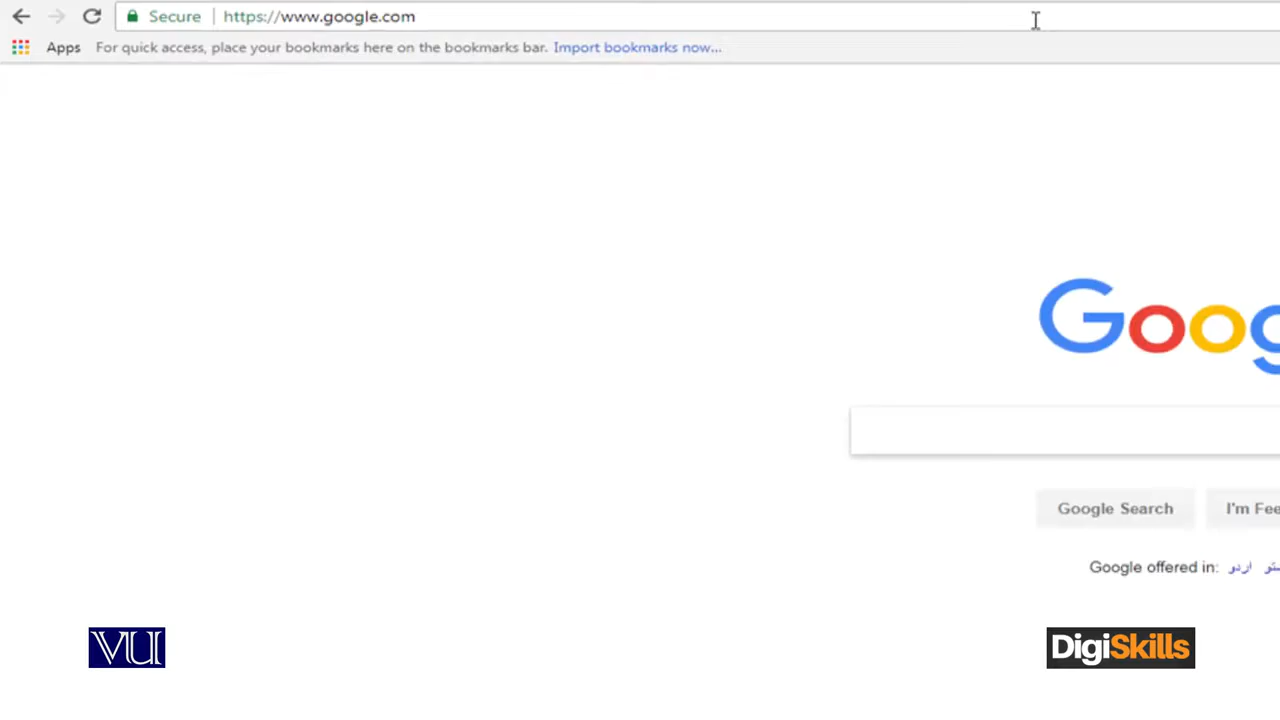 Secure https://www.google.com
Apps For quick access, place your bookmarks here on the bookmarks bar. Import bookmarks now...
Goog
Google Search I'm Fee
Google offered in: اردو
VU DigiSkills